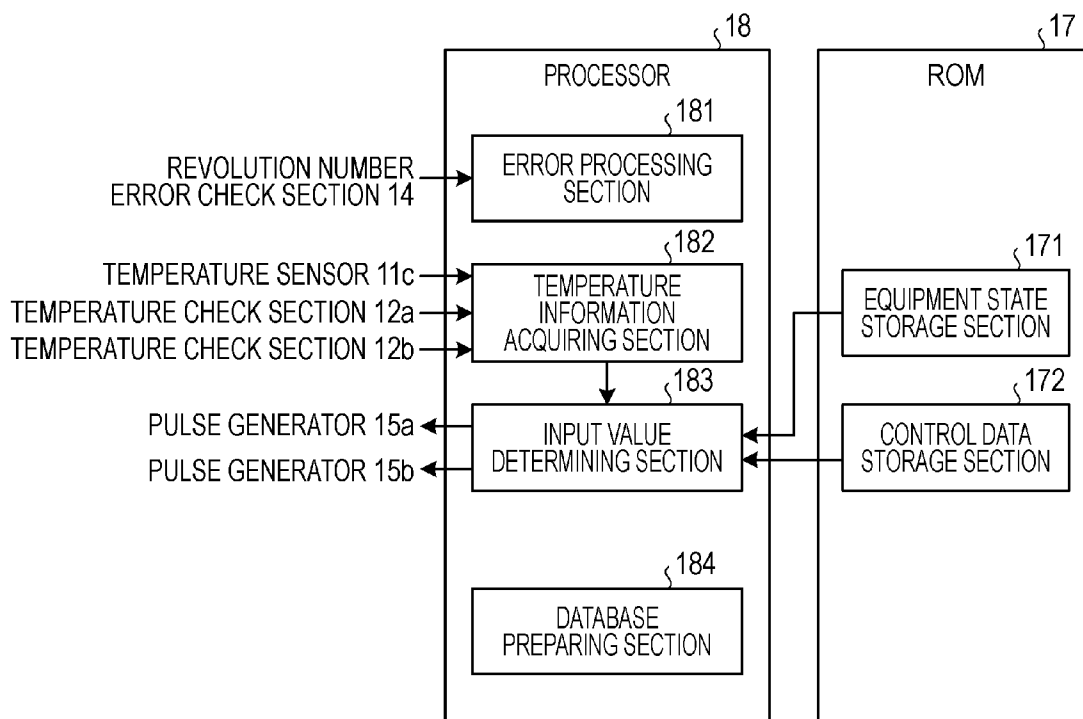 18
17
PROCESSOR
ROM
181
REVOLUTION NUMBER
ERROR CHECK SECTION 14
ERROR PROCESSING
SECTION
182
TEMPERATURE SENSOR 11c
TEMPERATURE CHECK SECTION 12a
TEMPERATURE CHECK SECTION 12b
TEMPERATURE
INFORMATION
ACQUIRING SECTION
171
EQUIPMENT STATE
STORAGE SECTION
183
PULSE GENERATOR 15a
PULSE GENERATOR 15b
INPUT VALUE
DETERMINING SECTION
172
CONTROL DATA
STORAGE SECTION
184
DATABASE
PREPARING SECTION